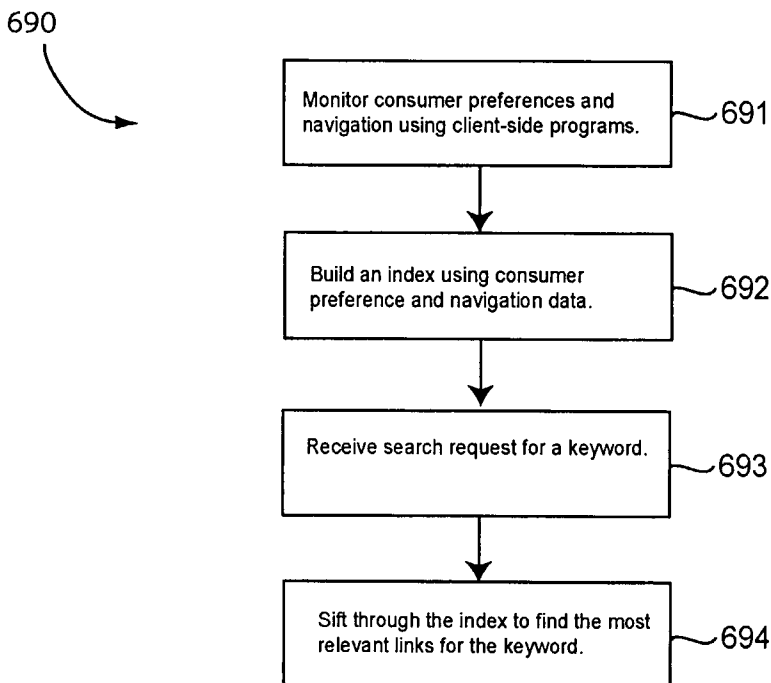 690
Monitor consumer preferences and
navigation using client-side programs.
691
Build an index using consumer
preference and navigation data.
692
Receive search request for a keyword.
693
Sift through the index to find the most
relevant links for the keyword.
694